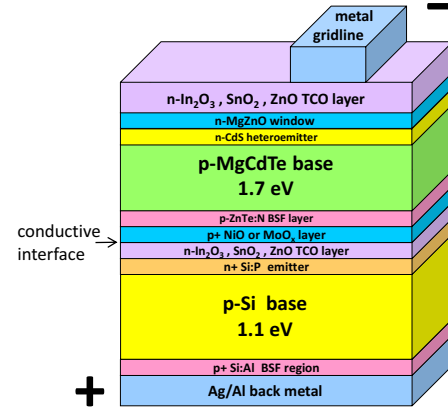 −
metal
gridline
n-In₂O₃ , SnO₂ , ZnO TCO layer
n-MgZnO window
n-CdS heteroemitter
p-MgCdTe base
1.7 eV
p-ZnTe:N BSF layer
conductive
interface
p+ NiO or MoOₓ layer
n-In₂O₃ , SnO₂ , ZnO TCO layer
n+ Si:P emitter
p-Si base
1.1 eV
p+ Si:Al BSF region
+
Ag/Al back metal